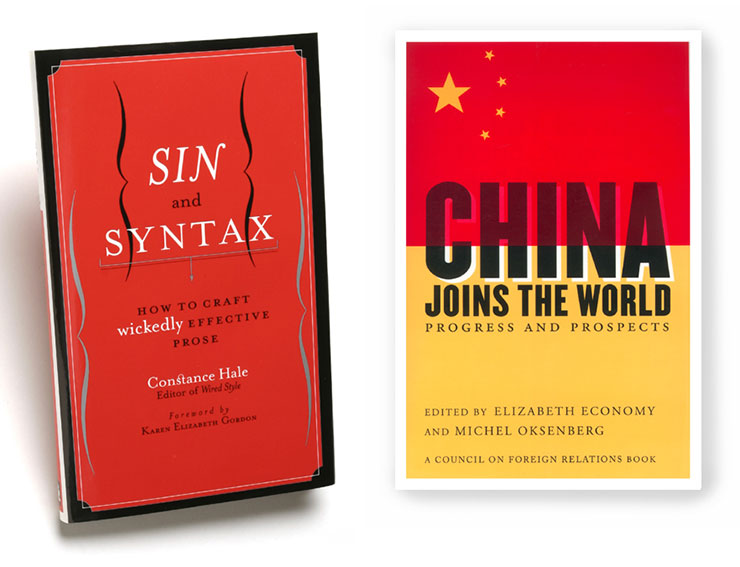 SIN
and
SYNTAX
HOW TO CRAFT
wickedly EFFECTIVE
PROSE
Constance Hale
Editor of Wired Style
Foreword by
KAREN ELIZABETH GORDON
CHINA
JOINS THE WORLD
PROGRESS AND PROSPECTS
EDITED BY ELIZABETH ECONOMY
AND MICHEL OKSENBERG
A COUNCIL ON FOREIGN RELATIONS BOOK